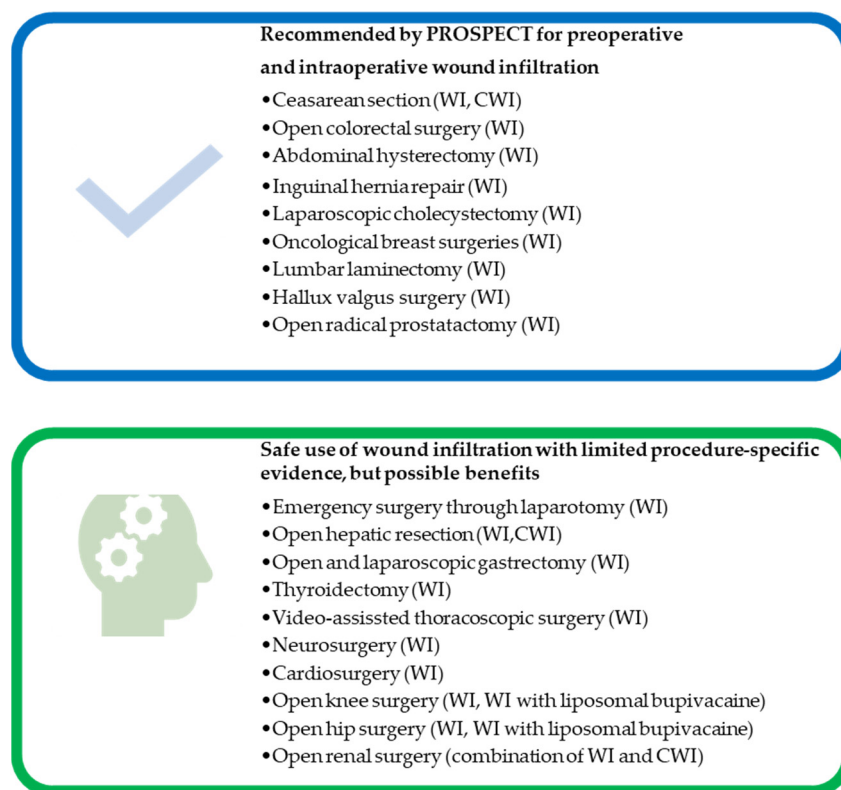 Recommended by PROSPECT for preoperative
and intraoperative wound infiltration
•Ceasarean section (WI, CWI)
•Open colorectal surgery (WI)
•Abdominal hysterectomy (WI)
•Inguinal hernia repair (WI)
•Laparoscopic cholecystectomy (WI)
•Oncological breast surgeries (WI)
•Lumbar laminectomy (WI)
•Hallux valgus surgery (WI)
•Open radical prostatactomy (WI)
Safe use of wound infiltration with limited procedure-specific
evidence, but possible benefits
•Emergency surgery through laparotomy (WI)
•Open hepatic resection (WI,CWI)
•Open and laparoscopic gastrectomy (WI)
•Thyroidectomy (WI)
•Video-assissted thoracoscopic surgery (WI)
•Neurosurgery (WI)
•Cardiosurgery (WI)
•Open knee surgery (WI, WI with liposomal bupivacaine)
•Open hip surgery (WI, WI with liposomal bupivacaine)
•Open renal surgery (combination of WI and CWI)